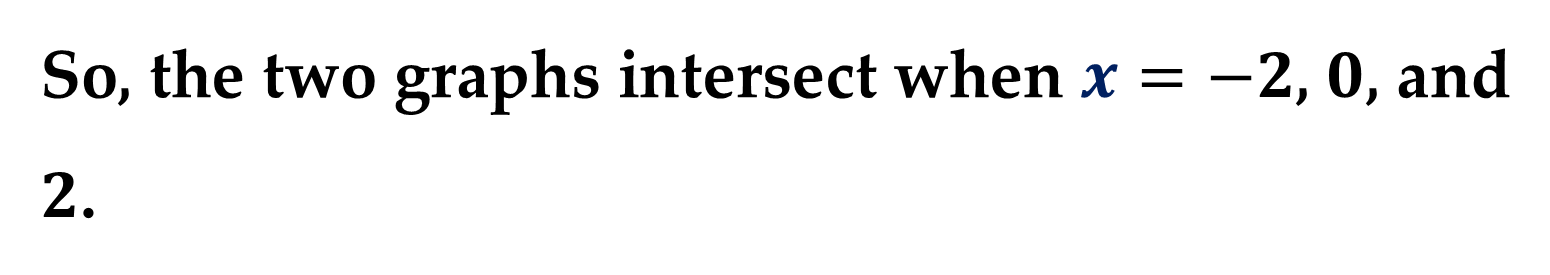 So, the two graphs intersect when x = −2, 0, and
2.